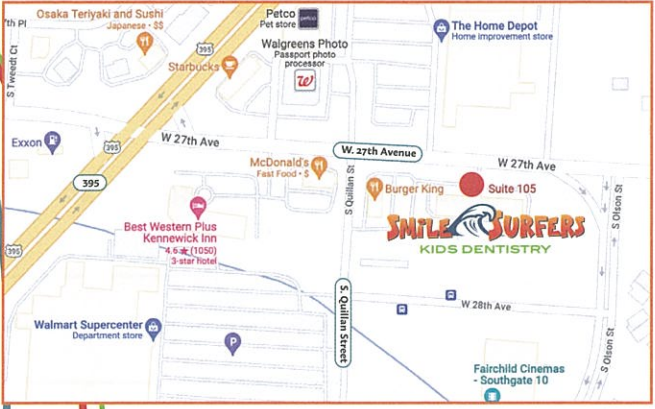 Osaka Teriyaki and Sushi
Japanese • $$
7th Pl
S Tweedt Ct
Petco
Pet store
petco
Walgreens Photo
Passport photo
processor
W
The Home Depot
Home improvement store
395
Starbucks
Exxon
395
W 27th Ave
W. 27th Avenue
W 27th Ave
McDonald's
Fast Food • $
395
S Quillan St
Burger King
Suite 105
S Olson St
Best Western Plus
Kennewick Inn
4.6 ★ (1050)
3-star hotel
SMILE SURFERS
KIDS DENTISTRY
395
S. Quillan Street
W 28th Ave
Walmart Supercenter
Department store
P
S Olson St
Fairchild Cinemas
- Southgate 10